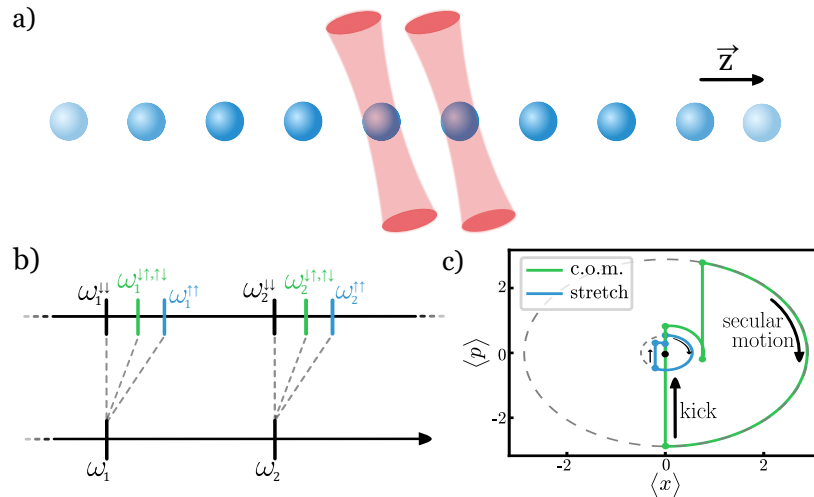 a)
z
b)
ω₁↓↓ ω₁↓↑,↑↓ ω₁↑↑ ω₂↓↓ ω₂↓↑,↑↓ ω₂↑↑
ω₁ ω₂
c)
c.o.m.
stretch
secular
motion
kick
⟨p⟩
2
0
-2
-2 0 2
⟨x⟩